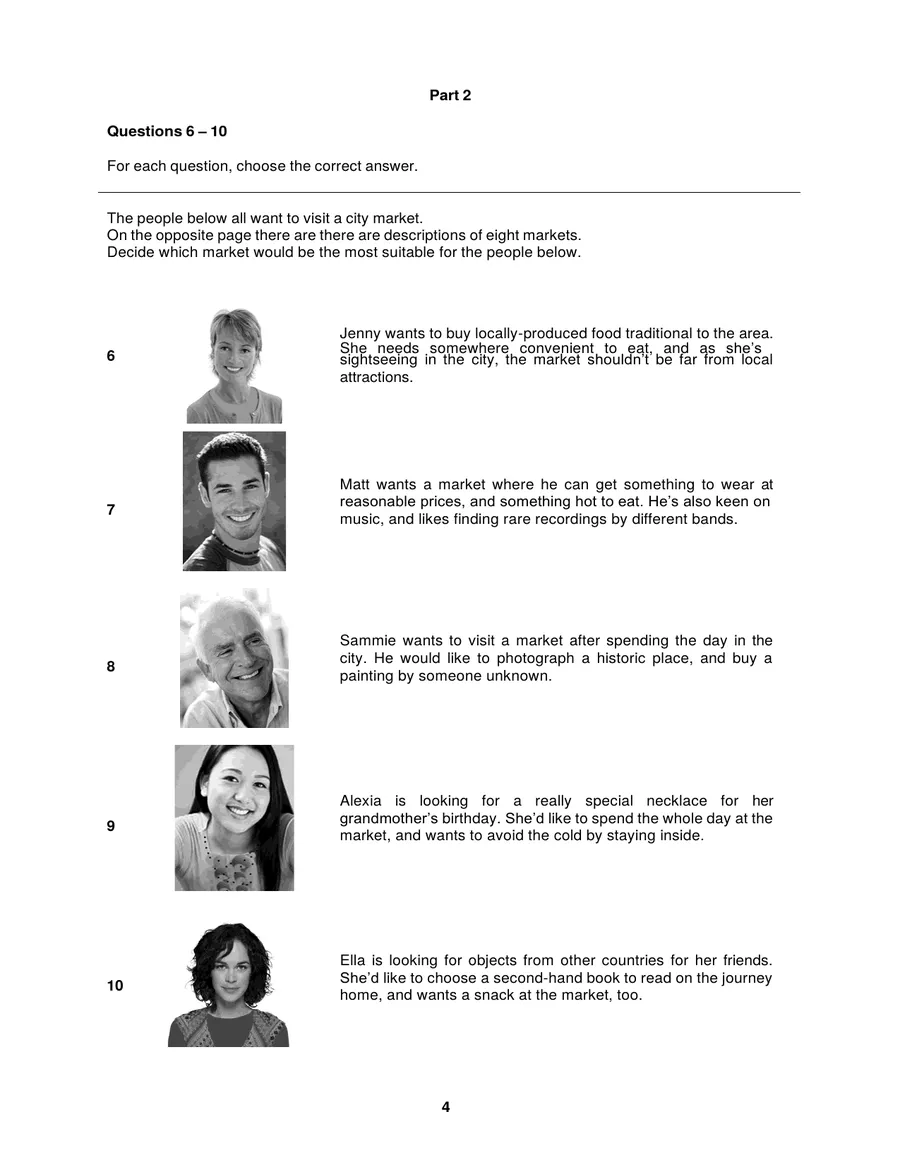 Part 2
Questions 6 – 10
For each question, choose the correct answer.
The people below all want to visit a city market.
On the opposite page there are there are descriptions of eight markets.
Decide which market would be the most suitable for the people below.
6
Jenny wants to buy locally-produced food traditional to the area.
She needs somewhere convenient to eat, and as she's
sightseeing in the city, the market shouldn't be far from local
attractions.
7
Matt wants a market where he can get something to wear at
reasonable prices, and something hot to eat. He's also keen on
music, and likes finding rare recordings by different bands.
8
Sammie wants to visit a market after spending the day in the
city. He would like to photograph a historic place, and buy a
painting by someone unknown.
9
Alexia is looking for a really special necklace for her
grandmother's birthday. She'd like to spend the whole day at the
market, and wants to avoid the cold by staying inside.
10
Ella is looking for objects from other countries for her friends.
She'd like to choose a second-hand book to read on the journey
home, and wants a snack at the market, too.
4